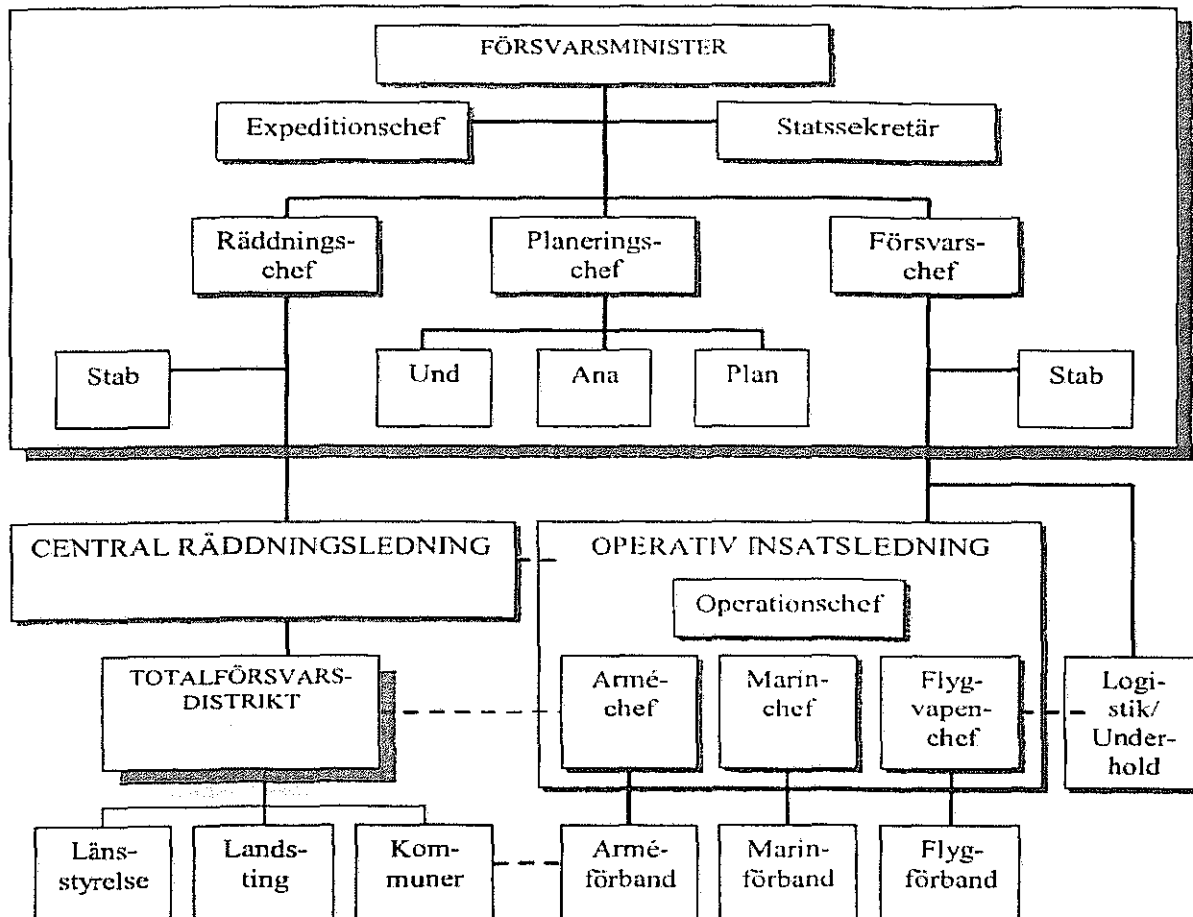 FÖRSVARSMINISTER
Expeditionschef
Statssekretär
Räddnings-
chef
Planerings-
chef
Försvars-
chef
Stab
Und
Ana
Plan
Stab
CENTRAL RÄDDNINGSLEDNING
OPERATIV INSATSLEDNING
Operationschef
TOTALFÖRSVARS-
DISTRIKT
Armé-
chef
Marin-
chef
Flyg-
vapen-
chef
Logi-
stik/
Under-
hold
Läns-
styrelse
Lands-
ting
Kom-
muner
Armé-
förband
Marin-
förband
Flyg-
förband